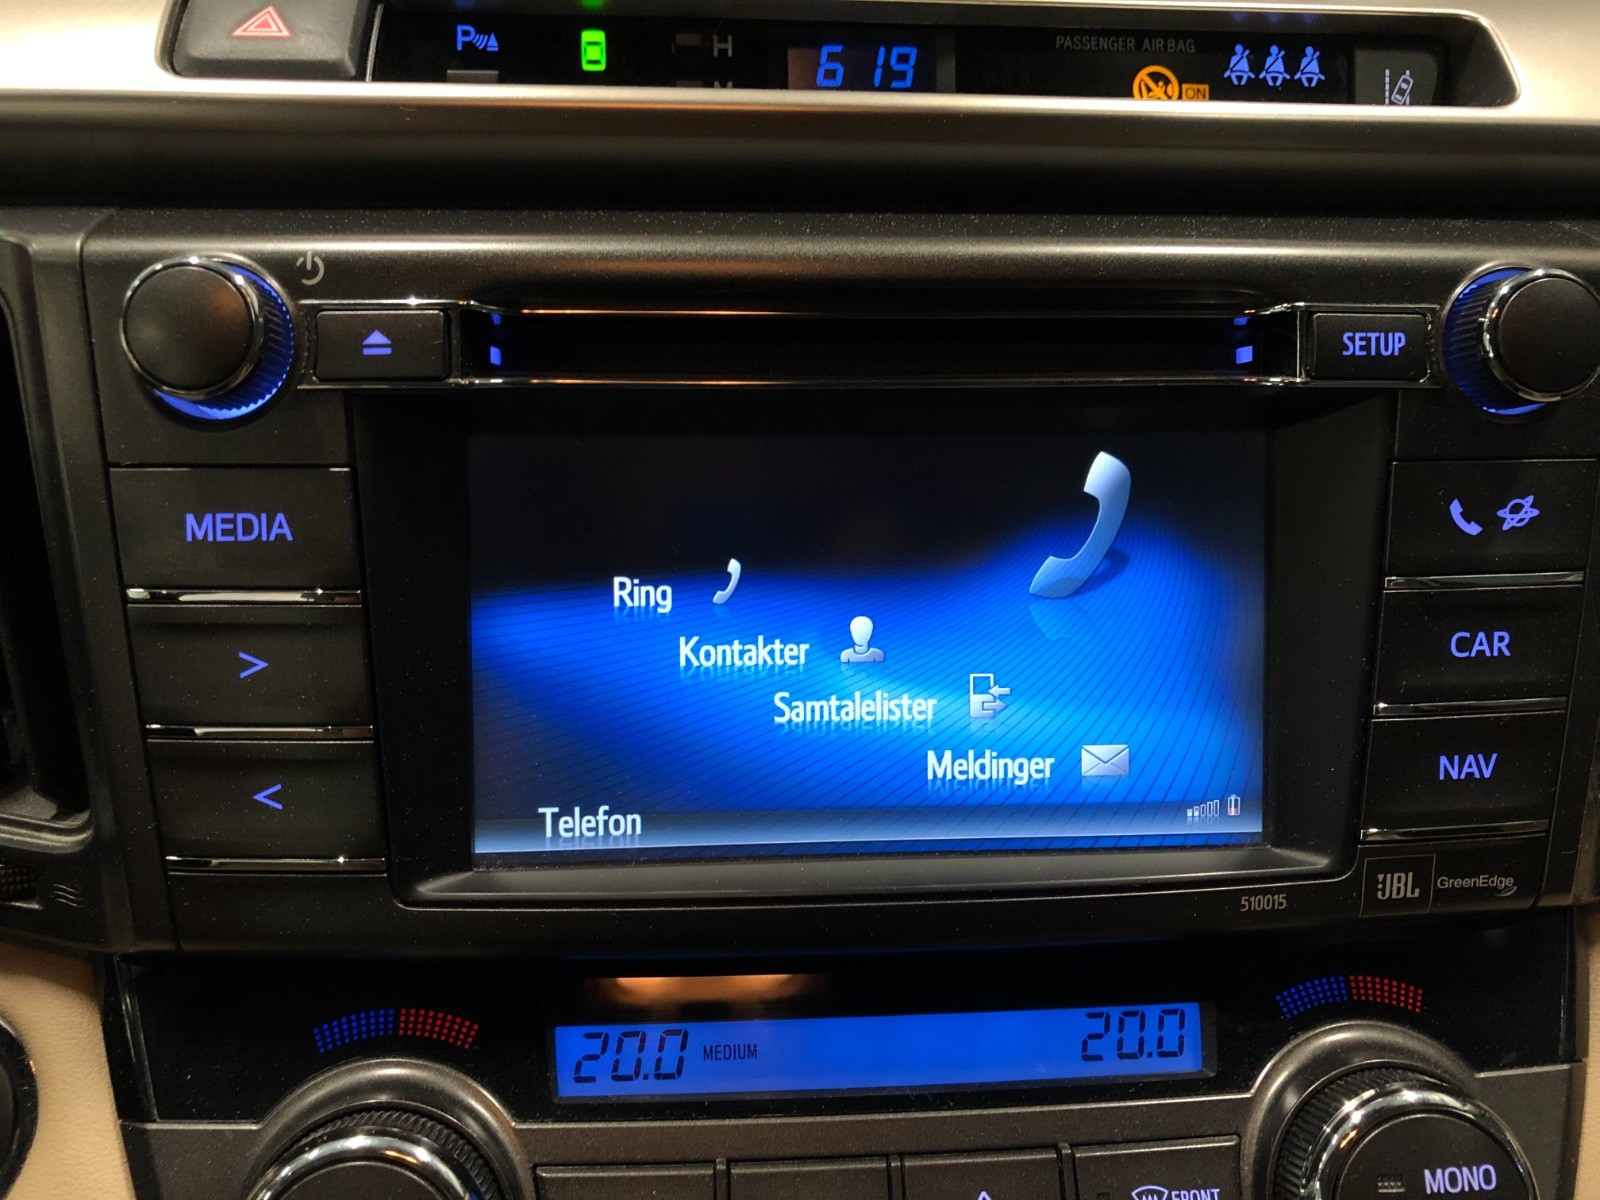 P
H
6 19
PASSENGER AIR BAG
ON
SETUP
MEDIA
>
<
CAR
NAV
Ring
Kontakter
Samtalelister
Meldinger
Telefon
510015
JBL GreenEdge
20.0 MEDIUM 20.0
FRONT
MONO